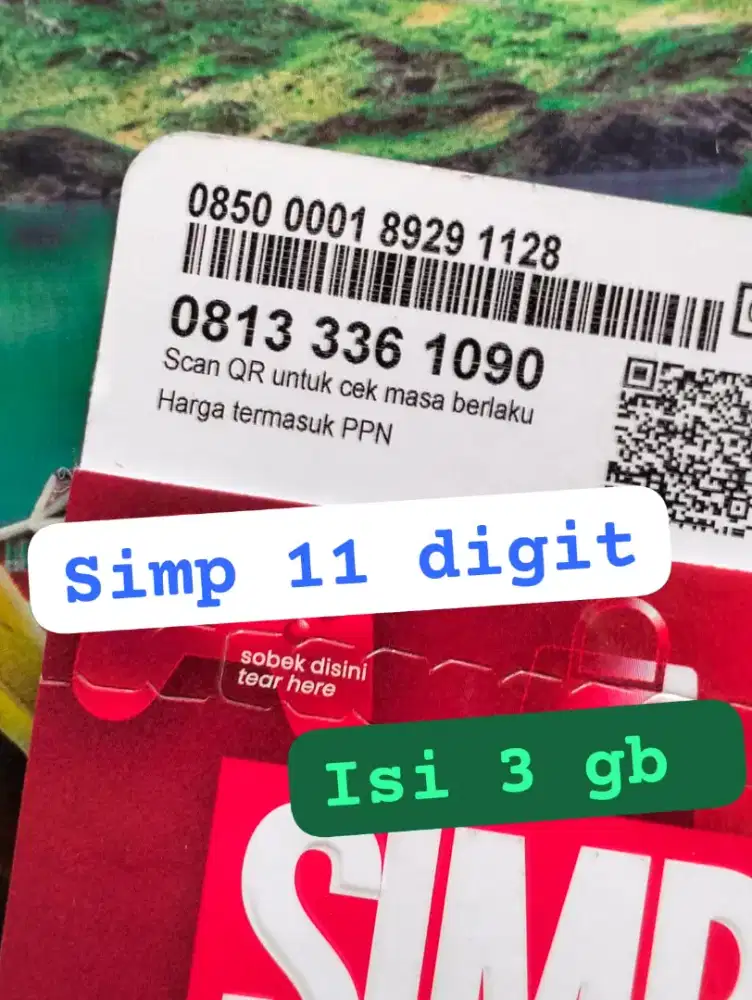 0850 0001 8929 1128
0813 336 1090
Scan QR untuk cek masa berlaku
Harga termasuk PPN
Simp 11 digit
sobek disini
tear here
Isi 3 gb
SIMP